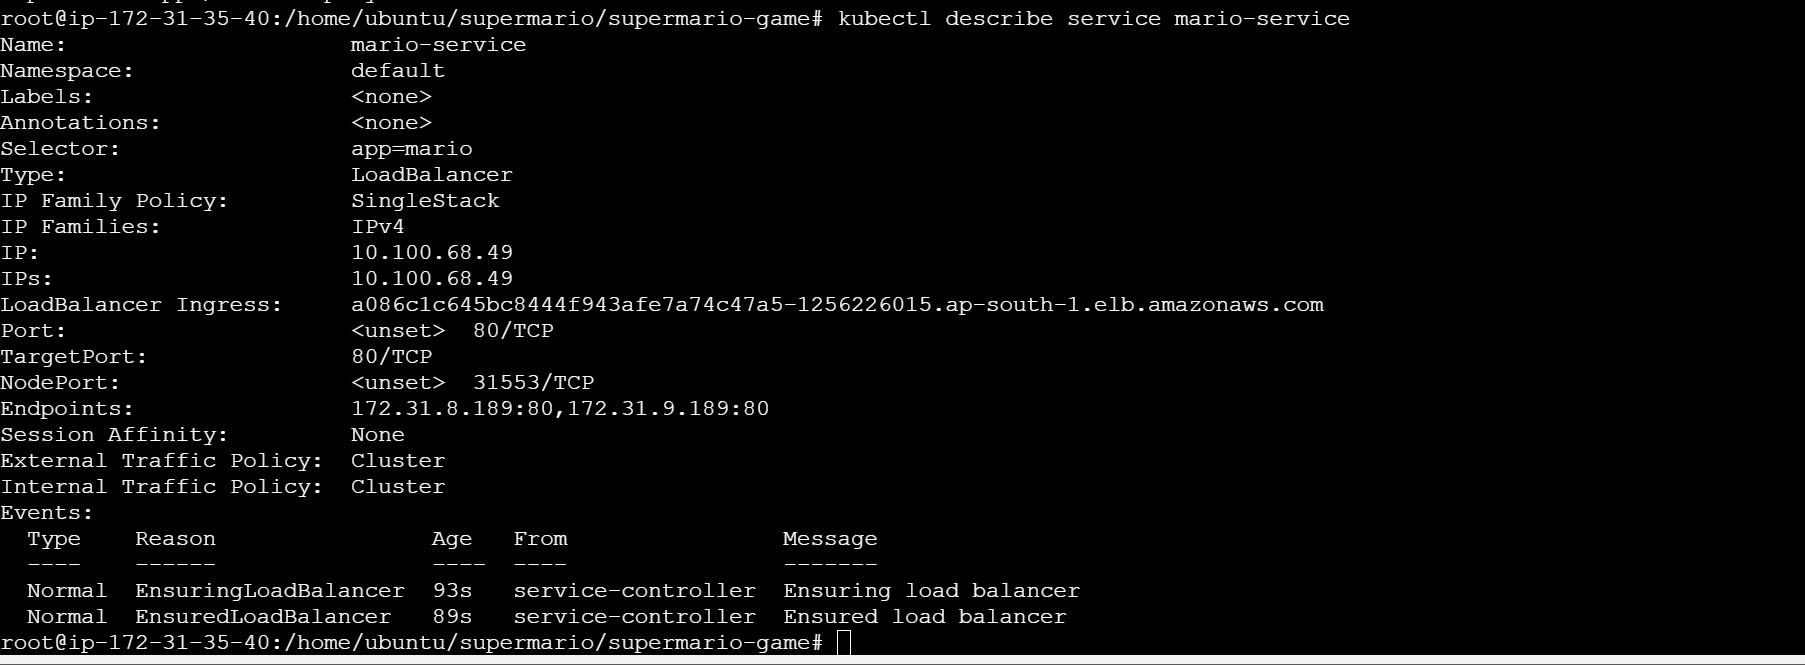 root@ip-172-31-35-40:/home/ubuntu/supermario/supermario-game# kubectl describe service mario-service
Name:                     mario-service
Namespace:                default
Labels:                   <none>
Annotations:              <none>
Selector:                 app=mario
Type:                     LoadBalancer
IP Family Policy:         SingleStack
IP Families:              IPv4
IP:                       10.100.68.49
IPs:                      10.100.68.49
LoadBalancer Ingress:     a086c1c645bc8444f943afe7a74c47a5-1256226015.ap-south-1.elb.amazonaws.com
Port:                     <unset>  80/TCP
TargetPort:               80/TCP
NodePort:                 <unset>  31553/TCP
Endpoints:                172.31.8.189:80,172.31.9.189:80
Session Affinity:         None
External Traffic Policy:  Cluster
Internal Traffic Policy:  Cluster
Events:
  Type    Reason                Age   From                Message
  ----    ------                ----  ----                -------
  Normal  EnsuringLoadBalancer  93s   service-controller  Ensuring load balancer
  Normal  EnsuredLoadBalancer   89s   service-controller  Ensured load balancer
root@ip-172-31-35-40:/home/ubuntu/supermario/supermario-game#